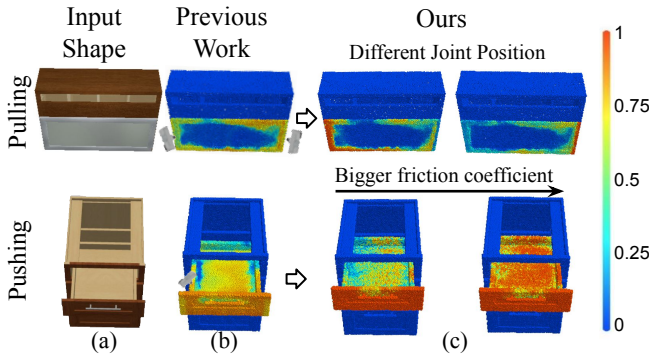 Input Shape
Previous Work
Ours
Different Joint Position
Pulling
1
0.75
0.5
0.25
0
Bigger friction coefficient
Pushing
(a)
(b)
(c)